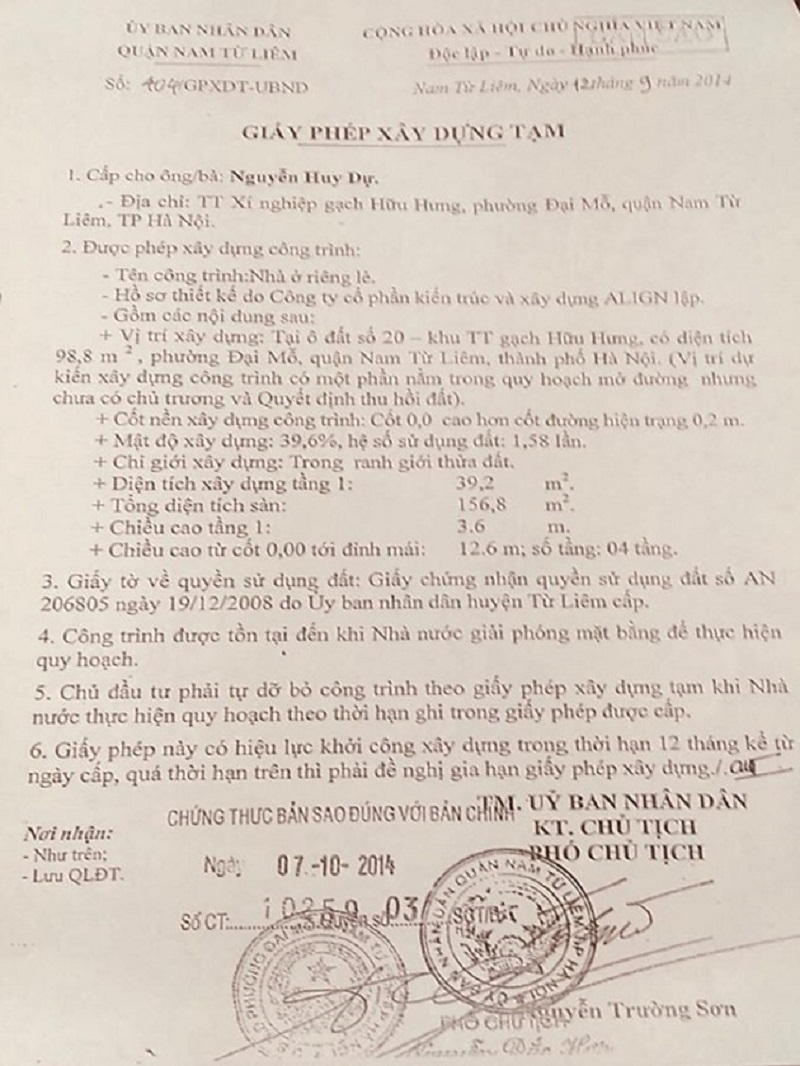 ỦY BAN NHÂN DÂN
QUẬN NAM TỪ LIÊM
Số: 404/GPXDT-UBND
CỘNG HÒA XÃ HỘI CHỦ NGHĨA VIỆT NAM
Độc lập - Tự do - Hạnh phúc
Nam Từ Liêm, Ngày 12 tháng 9 năm 2014
GIẤY PHÉP XÂY DỰNG TẠM
1. Cấp cho ông/bà: Nguyễn Huy Dự.
- Địa chỉ: TT Xí nghiệp gạch Hữu Hưng, phường Đại Mỗ, quận Nam Từ
Liêm, TP Hà Nội.
2. Được phép xây dựng công trình:
- Tên công trình:Nhà ở riêng lẻ.
- Hồ sơ thiết kế do Công ty cổ phần kiến trúc và xây dựng ALIGN lập.
- Gồm các nội dung sau:
+ Vị trí xây dựng: Tại ô đất số 20 – khu TT gạch Hữu Hưng, có diện tích
98,8 m ², phường Đại Mỗ, quận Nam Từ Liêm, thành phố Hà Nội. (Vị trí dự
kiến xây dựng công trình có một phần nằm trong quy hoạch mở đường nhưng
chưa có chủ trương và Quyết định thu hồi đất).
+ Cốt nền xây dựng công trình: Cốt 0,0 cao hơn cốt đường hiện trạng 0,2 m.
+ Mật độ xây dựng: 39,6%, hệ số sử dụng đất: 1,58 lần.
+ Chỉ giới xây dựng: Trong ranh giới thửa đất.
+ Diện tích xây dựng tầng 1: 39,2 m².
+ Tổng diện tích sàn: 156,8 m².
+ Chiều cao tầng 1: 3.6 m.
+ Chiều cao từ cốt 0,00 tới đỉnh mái: 12.6 m; số tầng: 04 tầng.
3. Giấy tờ về quyền sử dụng đất: Giấy chứng nhận quyền sử dụng đất số AN
206805 ngày 19/12/2008 do Ủy ban nhân dân huyện Từ Liêm cấp.
4. Công trình được tồn tại đến khi Nhà nước giải phóng mặt bằng để thực hiện
quy hoạch.
5. Chủ đầu tư phải tự dỡ bỏ công trình theo giấy phép xây dựng tạm khi Nhà
nước thực hiện quy hoạch theo thời hạn ghi trong giấy phép được cấp.
6. Giấy phép này có hiệu lực khởi công xây dựng trong thời hạn 12 tháng kể từ
ngày cấp, quá thời hạn trên thì phải đề nghị gia hạn giấy phép xây dựng./.
CHỨNG THỰC BẢN SAO ĐÚNG VỚI BẢN CHÍNH
TM. UỶ BAN NHÂN DÂN
KT. CHỦ TỊCH
PHÓ CHỦ TỊCH
Nơi nhận:
- Như trên;
- Lưu QLĐT.
Ngày 07-10-2014
Số CT: 10259 Quyển số 03 SCT/BS
Nguyễn Trường Sơn
PHÓ CHỦ TỊCH